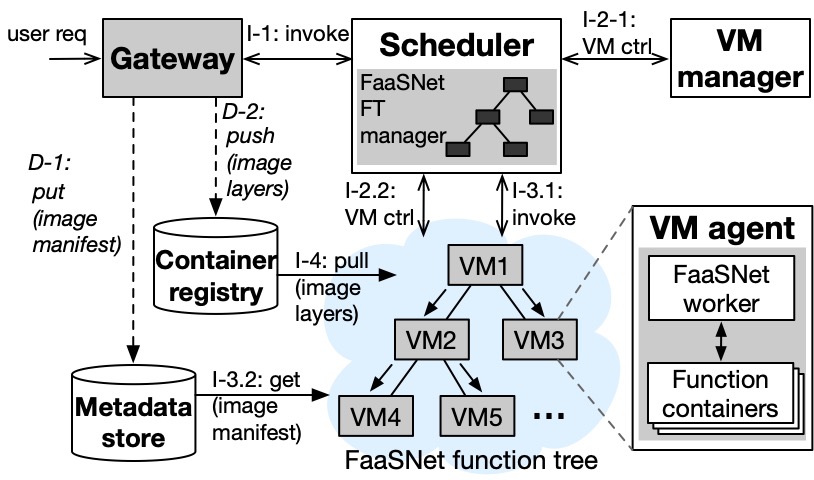 user req
Gateway
I-1: invoke
Scheduler
FaaSNet
FT
manager
I-2-1:
VM ctrl
VM
manager
D-1:
put
(image
manifest)
D-2:
push
(image
layers)
I-2.2:
VM ctrl
I-3.1:
invoke
Container
registry
I-4: pull
(image
layers)
VM1
VM2
VM3
VM4
VM5
...
FaaSNet function tree
Metadata
store
I-3.2: get
(image
manifest)
VM agent
FaaSNet
worker
Function
containers